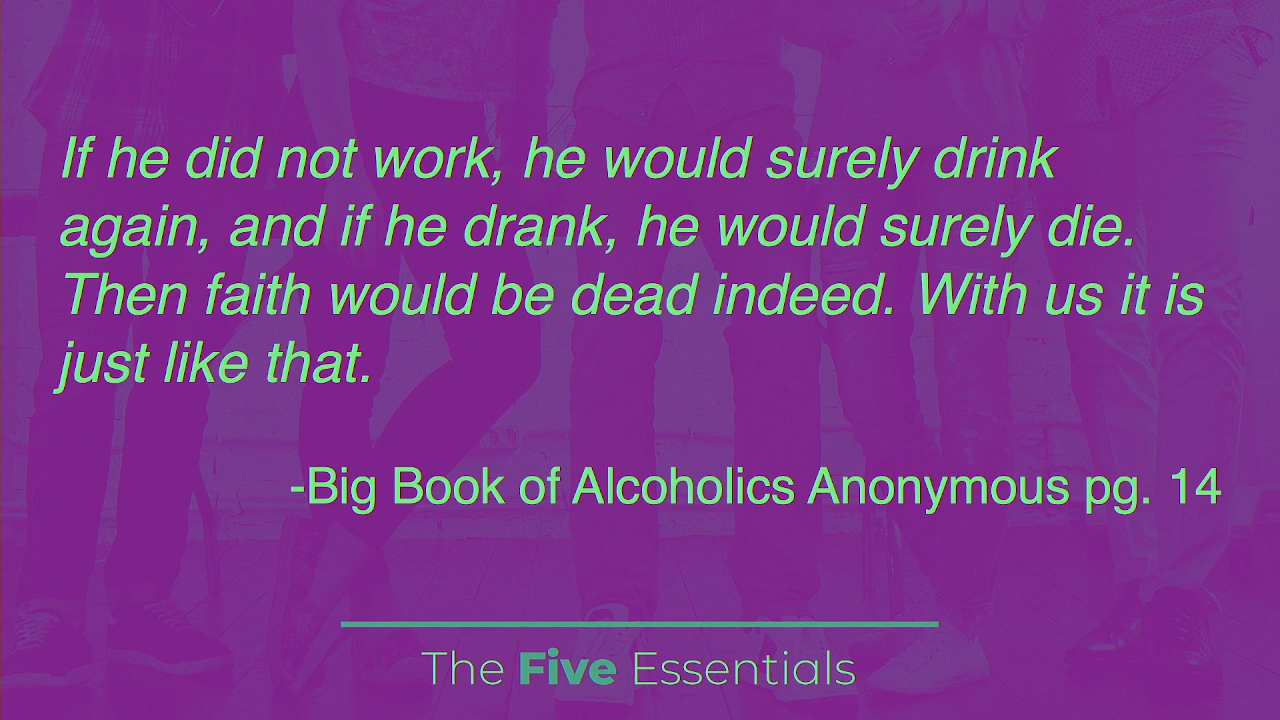 If he did not work, he would surely drink
again, and if he drank, he would surely die.
Then faith would be dead indeed. With us it is
just like that.
-Big Book of Alcoholics Anonymous pg. 14
The Five Essentials